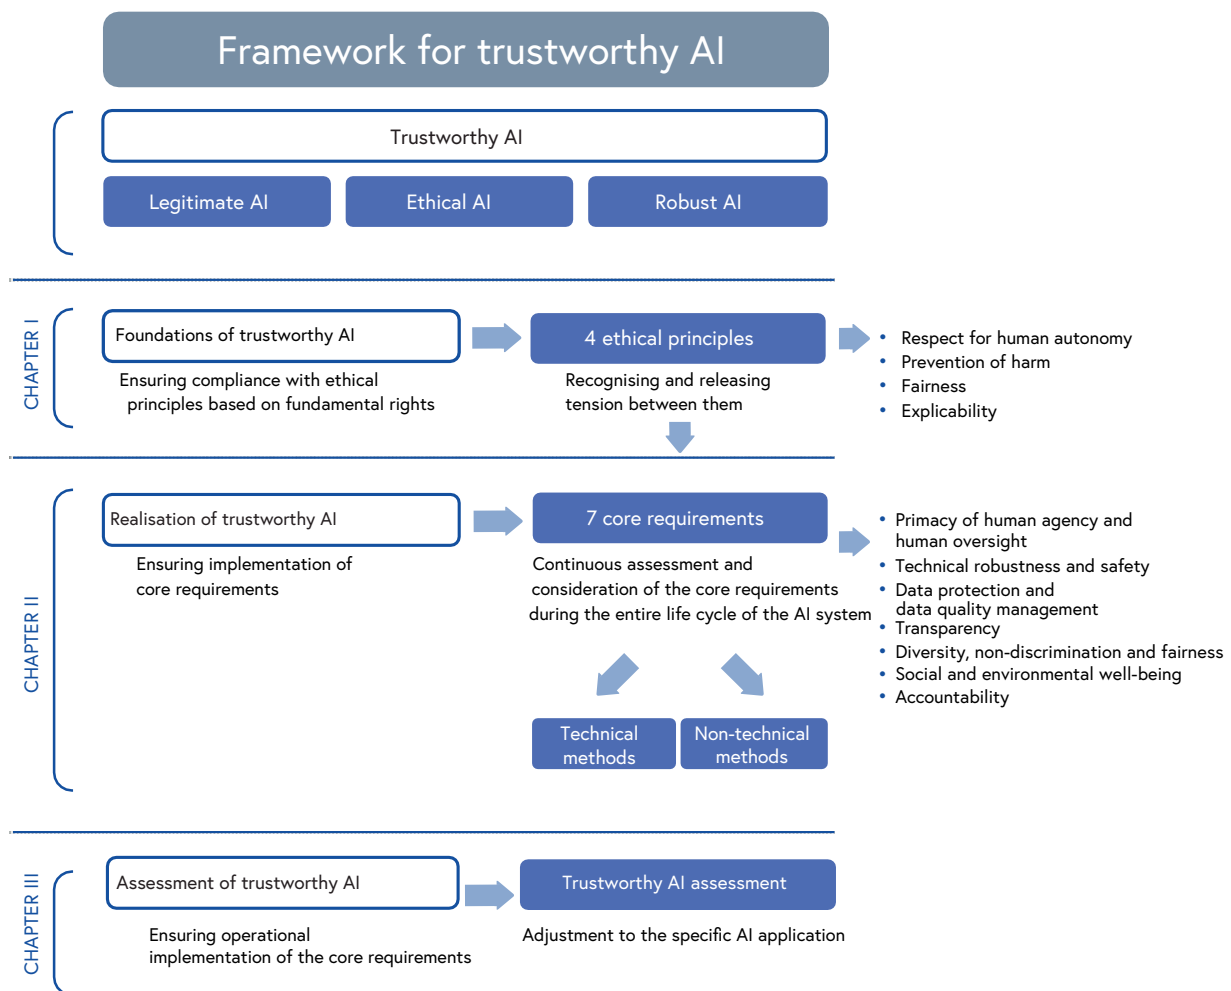 Framework for trustworthy AI
Trustworthy AI
Legitimate AI
Ethical AI
Robust AI
CHAPTER I
Foundations of trustworthy AI
Ensuring compliance with ethical
principles based on fundamental rights
4 ethical principles
Recognising and releasing
tension between them
• Respect for human autonomy
• Prevention of harm
• Fairness
• Explicability
CHAPTER II
Realisation of trustworthy AI
Ensuring implementation of
core requirements
7 core requirements
Continuous assessment and
consideration of the core requirements
during the entire life cycle of the AI system
• Primacy of human agency and
human oversight
• Technical robustness and safety
• Data protection and
data quality management
• Transparency
• Diversity, non-discrimination and fairness
• Social and environmental well-being
• Accountability
Technical
methods
Non-technical
methods
CHAPTER III
Assessment of trustworthy AI
Ensuring operational
implementation of the core requirements
Trustworthy AI assessment
Adjustment to the specific AI application